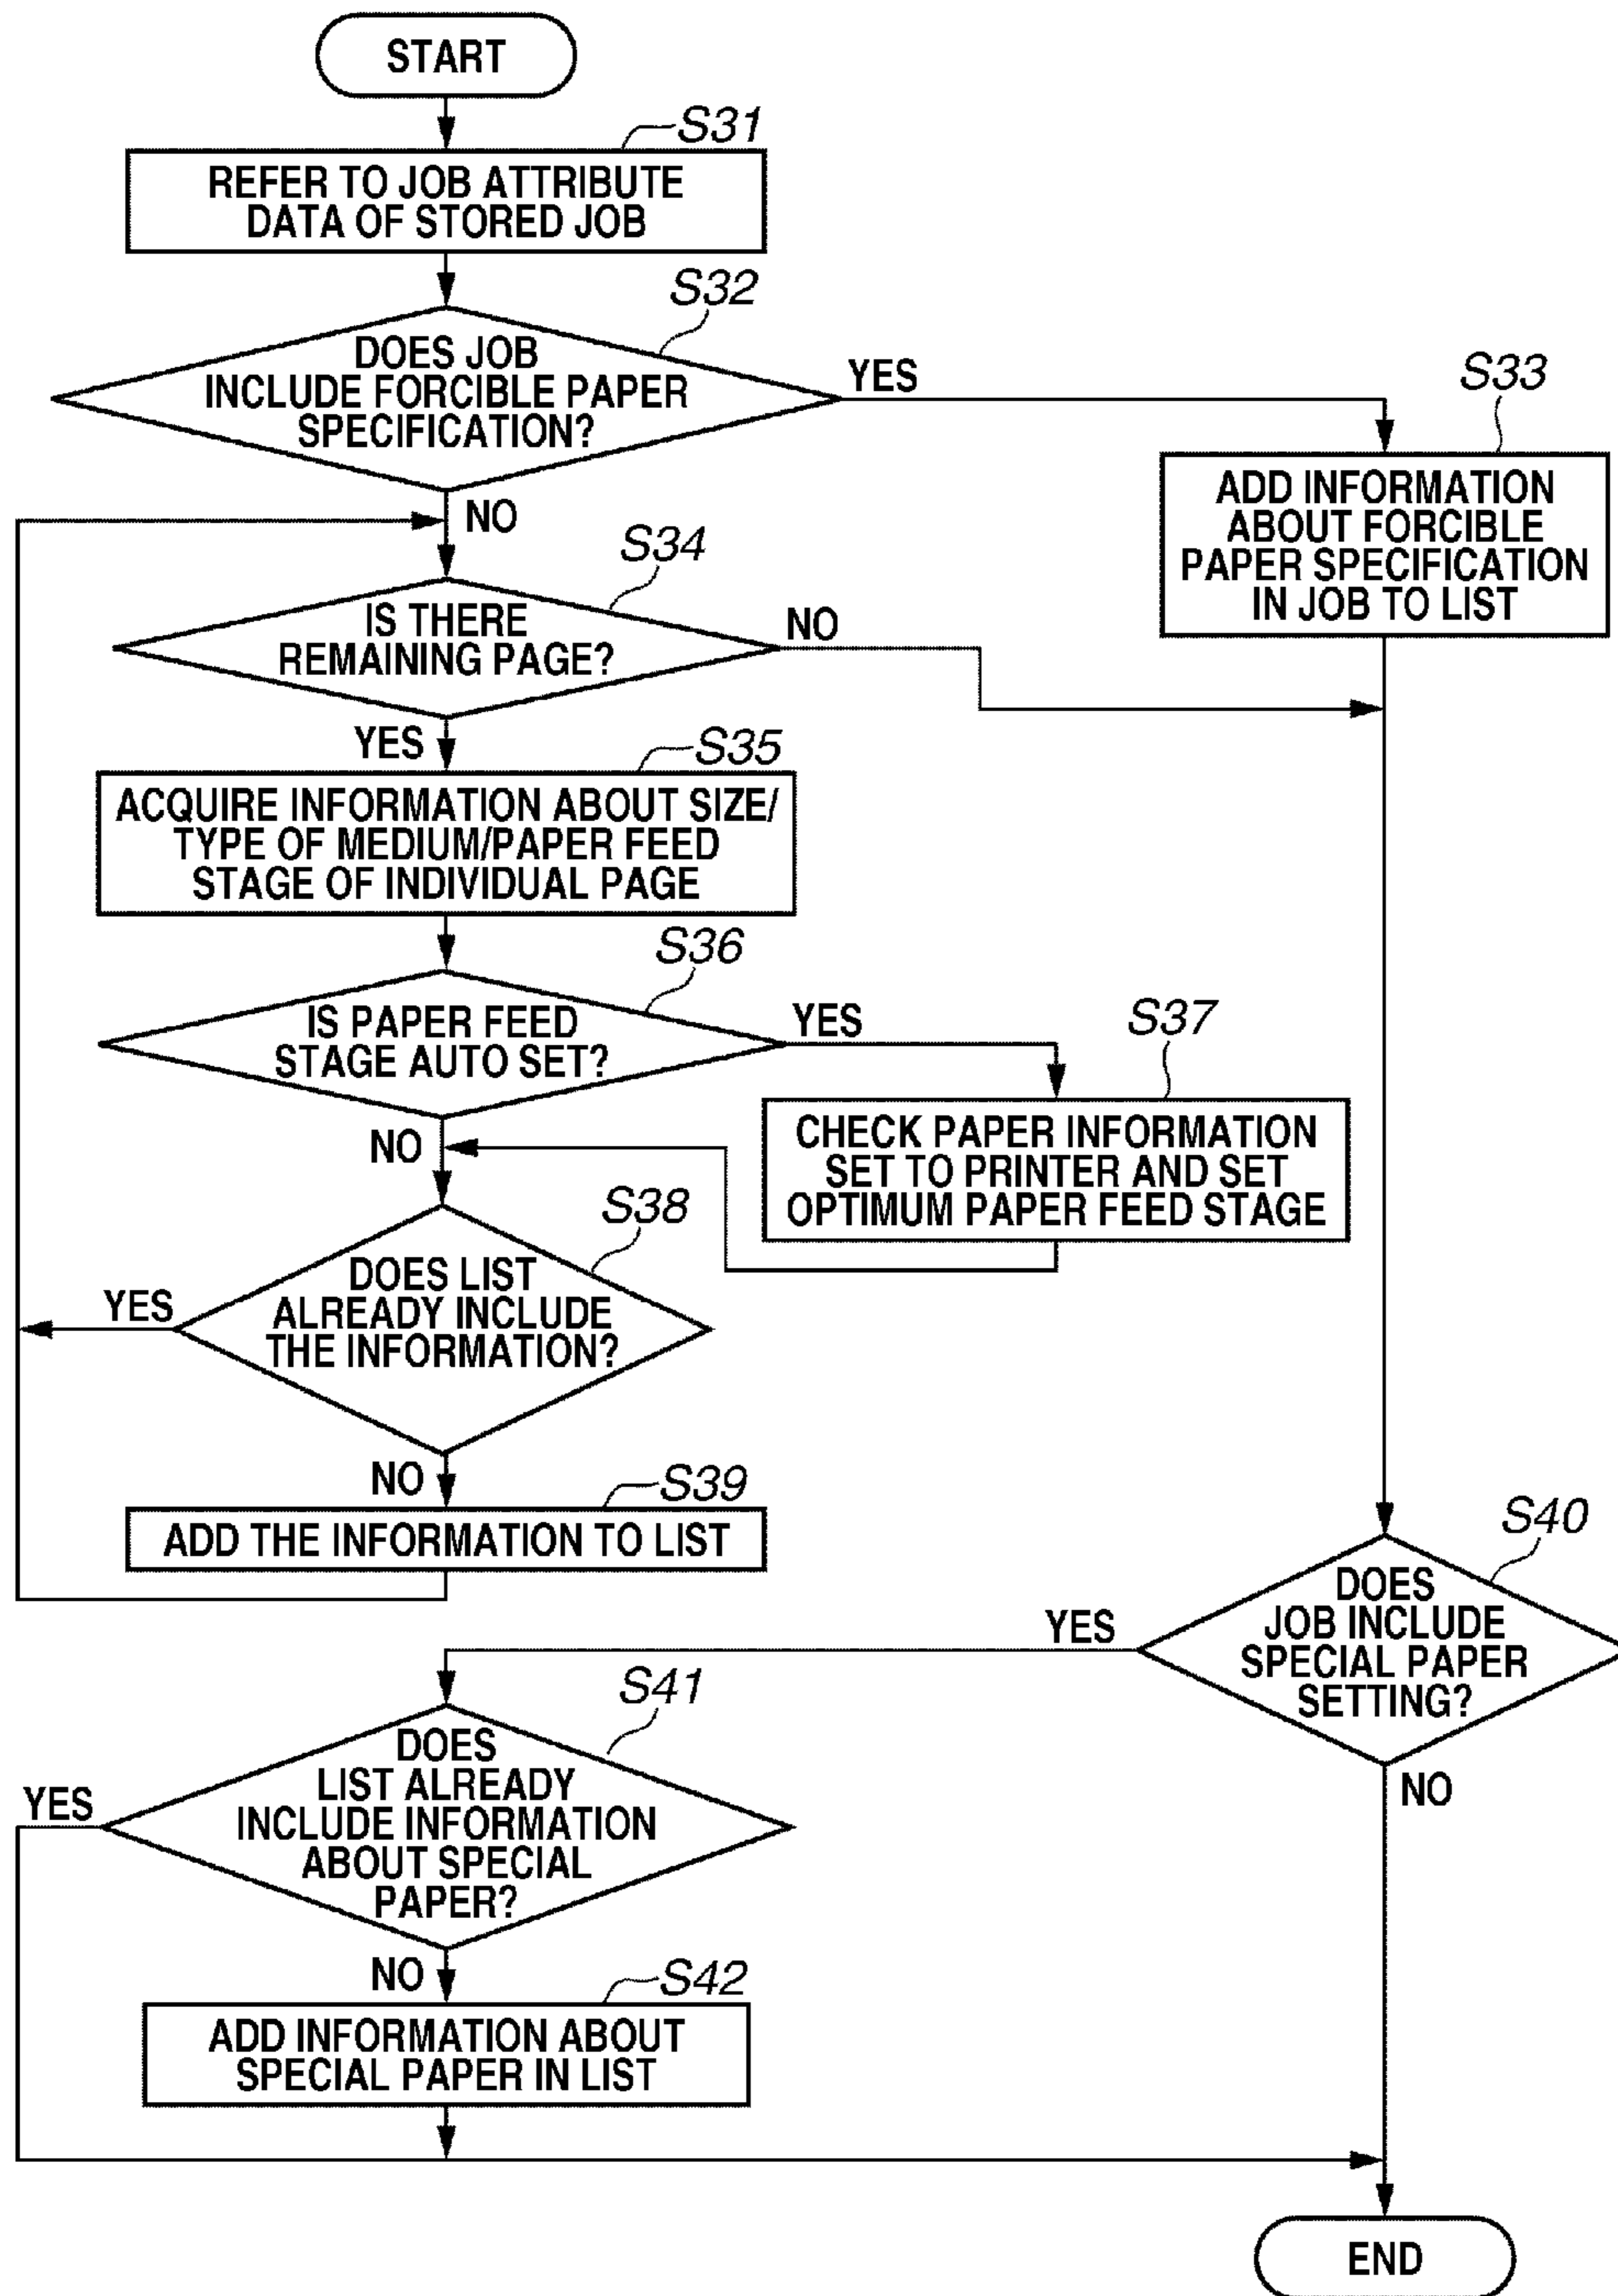 START
S31
REFER TO JOB ATTRIBUTE
DATA OF STORED JOB
S32
DOES JOB
INCLUDE FORCIBLE PAPER
SPECIFICATION?
YES
NO
S33
ADD INFORMATION
ABOUT FORCIBLE
PAPER SPECIFICATION
IN JOB TO LIST
S34
IS THERE
REMAINING PAGE?
NO
YES
S35
ACQUIRE INFORMATION ABOUT SIZE/
TYPE OF MEDIUM/PAPER FEED
STAGE OF INDIVIDUAL PAGE
S36
IS PAPER FEED
STAGE AUTO SET?
YES
NO
S37
CHECK PAPER INFORMATION
SET TO PRINTER AND SET
OPTIMUM PAPER FEED STAGE
S38
DOES LIST
ALREADY INCLUDE
THE INFORMATION?
YES
NO
S39
ADD THE INFORMATION TO LIST
S40
DOES
JOB INCLUDE
SPECIAL PAPER
SETTING?
YES
NO
S41
DOES
LIST ALREADY
INCLUDE INFORMATION
ABOUT SPECIAL
PAPER?
YES
NO
S42
ADD INFORMATION ABOUT
SPECIAL PAPER IN LIST
END